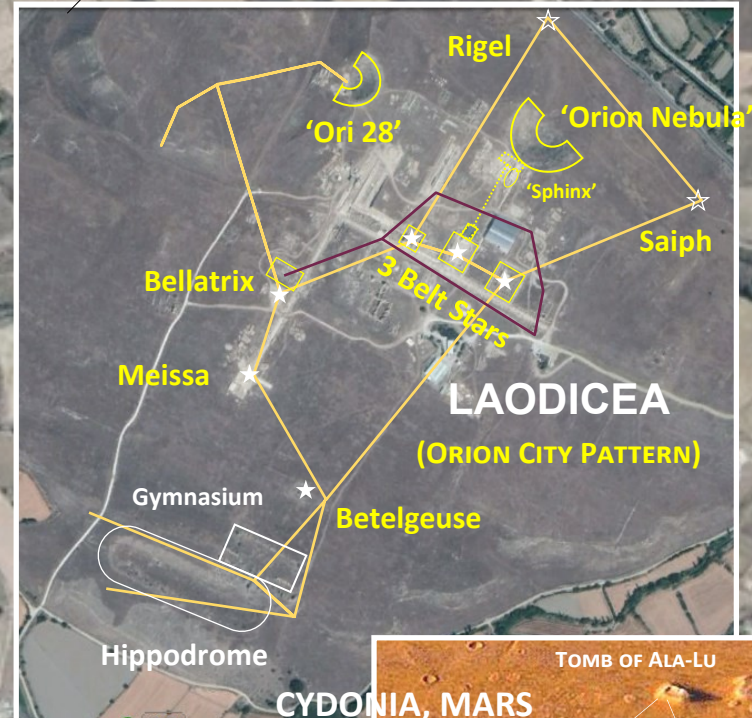 Rigel
'Orion Nebula'
'Ori 28'
'Sphinx'
Saiph
Bellatrix
3 Belt Stars
Meissa
LAODICEA
(ORION CITY PATTERN)
Gymnasium
Betelgeuse
Hippodrome
TOMB OF ALA-LU
CYDONIA, MARS